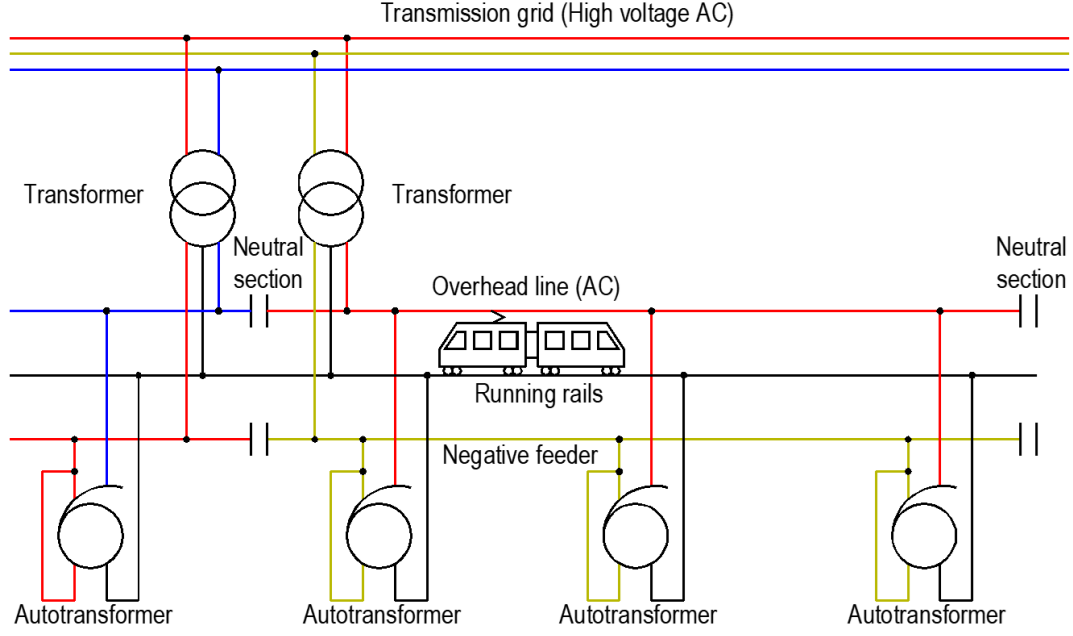 Transmission grid (High voltage AC)
Transformer
Transformer
Neutral
section
Neutral
section
Overhead line (AC)
Running rails
Negative feeder
Autotransformer
Autotransformer
Autotransformer
Autotransformer